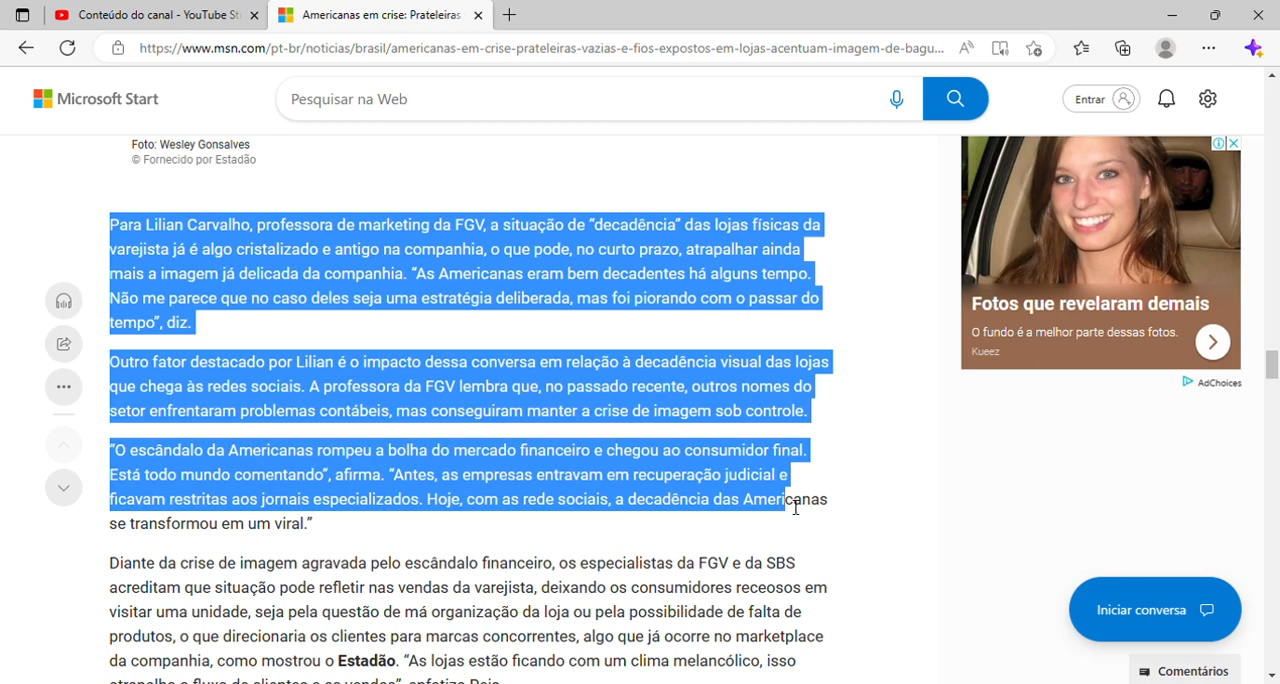 Conteúdo do canal - YouTube St
Americanas em crise: Prateleiras
https://www.msn.com/pt-br/noticias/brasil/americanas-em-crise-prateleiras-vazias-e-fios-expostos-em-lojas-acentuam-imagem-de-bagu...
Microsoft Start
Pesquisar na Web
Entrar
Foto: Wesley Gonsalves
© Fornecido por Estadão
Para Lilian Carvalho, professora de marketing da FGV, a situação de “decadência” das lojas físicas da
varejista já é algo cristalizado e antigo na companhia, o que pode, no curto prazo, atrapalhar ainda
mais a imagem já delicada da companhia. “As Americanas eram bem decadentes há alguns tempo.
Não me parece que no caso deles seja uma estratégia deliberada, mas foi piorando com o passar do
tempo”, diz.
Outro fator destacado por Lilian é o impacto dessa conversa em relação à decadência visual das lojas
que chega às redes sociais. A professora da FGV lembra que, no passado recente, outros nomes do
setor enfrentaram problemas contábeis, mas conseguiram manter a crise de imagem sob controle.
“O escândalo da Americanas rompeu a bolha do mercado financeiro e chegou ao consumidor final.
Está todo mundo comentando”, afirma. “Antes, as empresas entravam em recuperação judicial e
ficavam restritas aos jornais especializados. Hoje, com as rede sociais, a decadência das Americanas
se transformou em um viral.”
Diante da crise de imagem agravada pelo escândalo financeiro, os especialistas da FGV e da SBS
acreditam que situação pode refletir nas vendas da varejista, deixando os consumidores receosos em
visitar uma unidade, seja pela questão de má organização da loja ou pela possibilidade de falta de
produtos, o que direcionaria os clientes para marcas concorrentes, algo que já ocorre no marketplace
da companhia, como mostrou o Estadão. “As lojas estão ficando com um clima melancólico, isso
atrapalha o fluxo de clientes e as vendas”, enfatiza Reis.
Fotos que revelaram demais
O fundo é a melhor parte dessas fotos.
Kueez
AdChoices
Iniciar conversa
Comentários